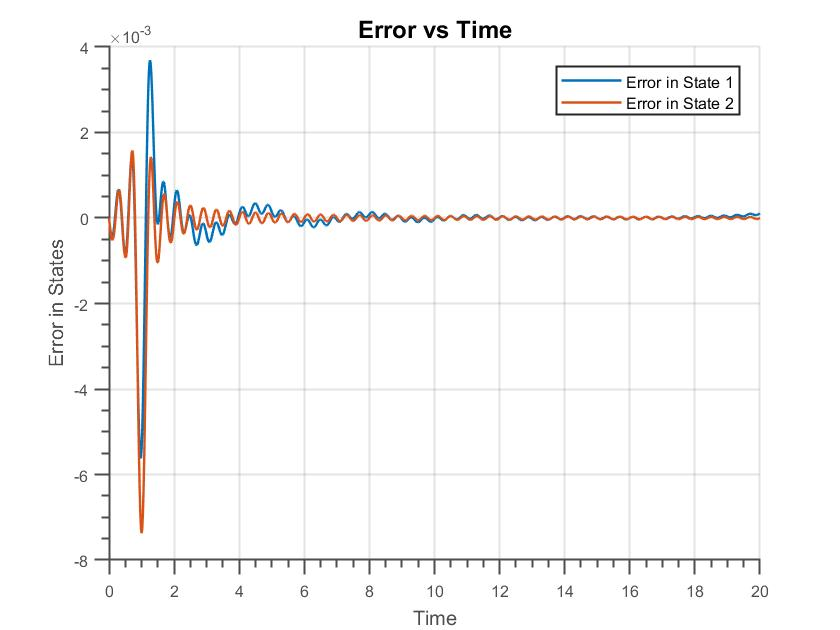 Error vs Time
×10-3
Error in State 1
Error in State 2
4
2
0
-2
-4
-6
-8
Error in States
0 2 4 6 8 10 12 14 16 18 20
Time